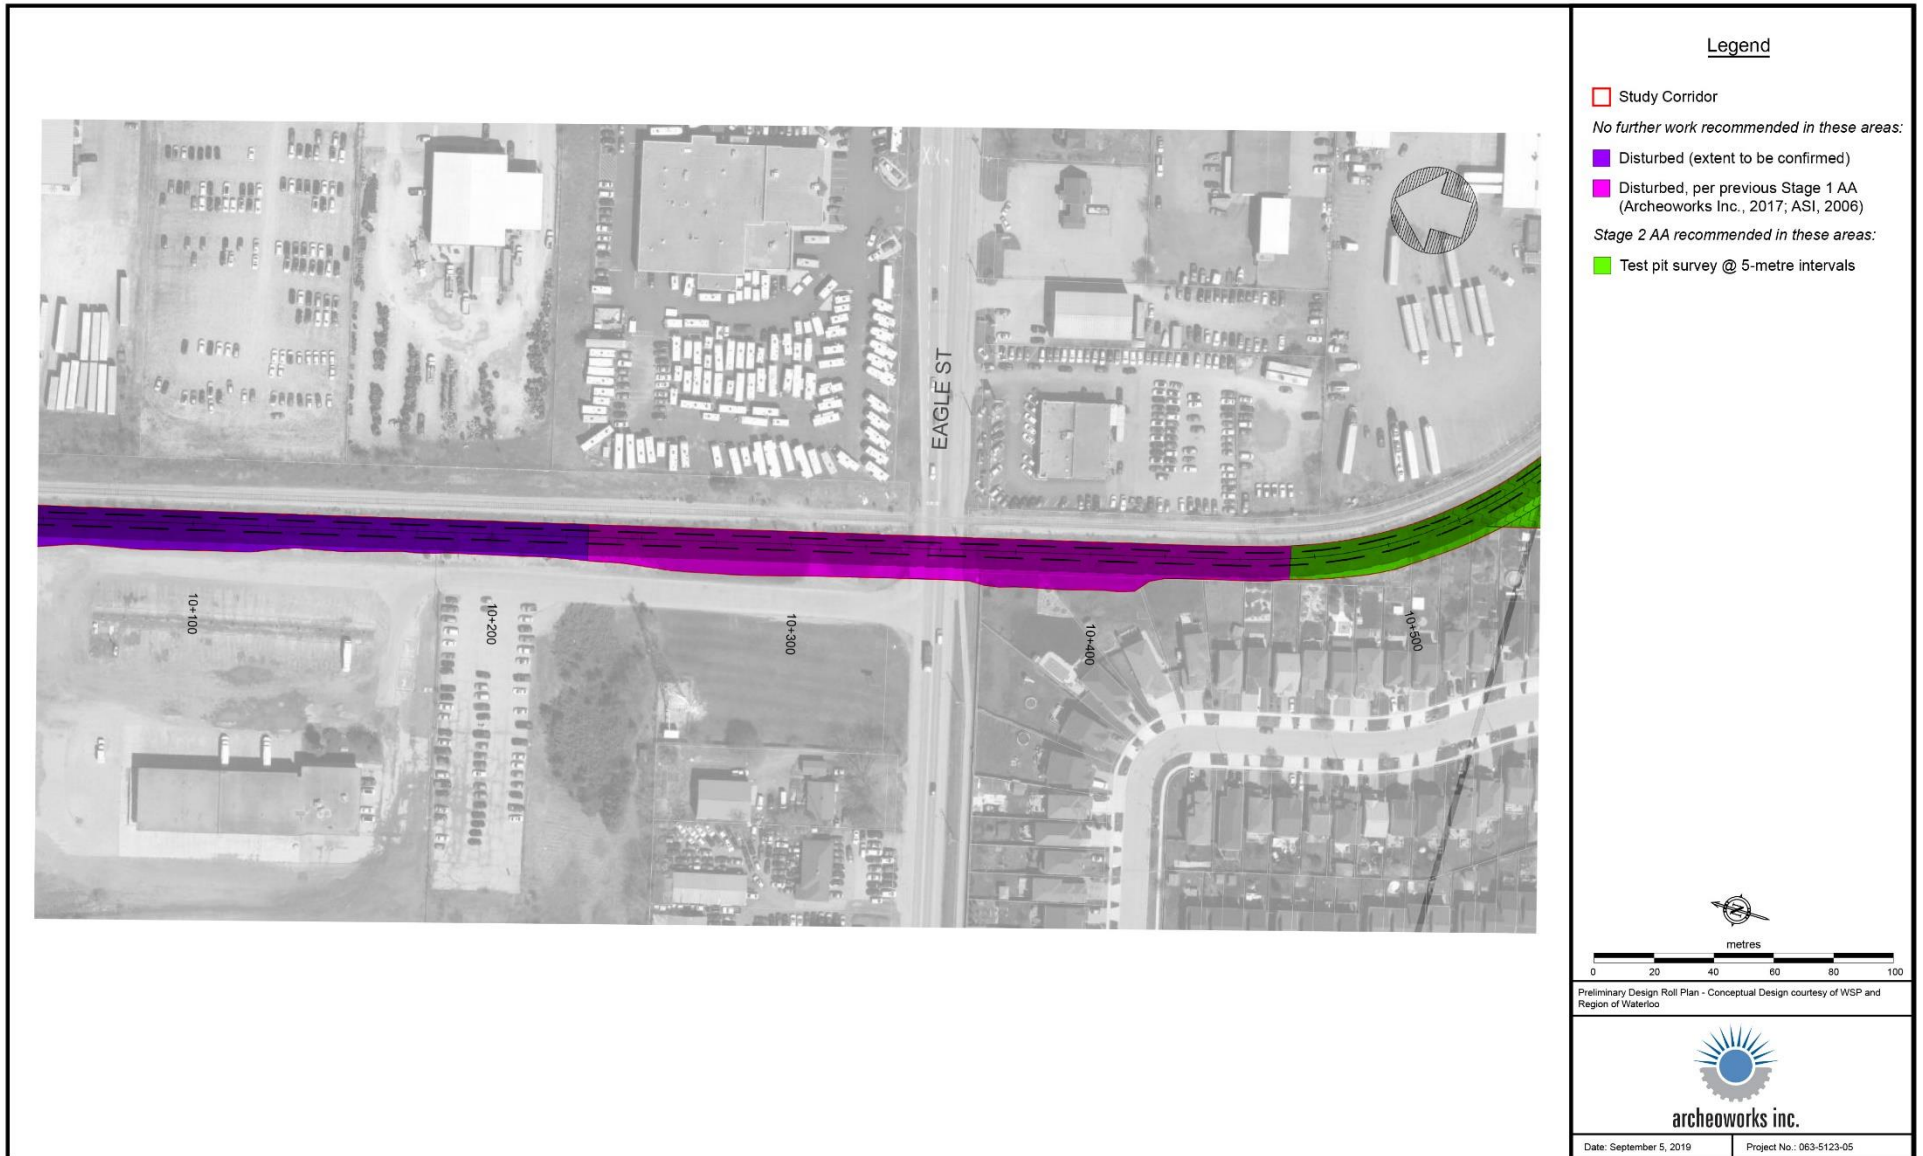 EAGLE ST
10+100
10+200
10+300
10+400
10+500
Legend
Study Corridor
No further work recommended in these areas:
Disturbed (extent to be confirmed)
Disturbed, per previous Stage 1 AA
(Archeoworks Inc., 2017; ASI, 2006)
Stage 2 AA recommended in these areas:
Test pit survey @ 5-metre intervals
N
metres
0 20 40 60 80 100
Preliminary Design Roll Plan - Conceptual Design courtesy of WSP and
Region of Waterloo
archeoworks inc.
Date: September 5, 2019
Project No.: 063-5123-05